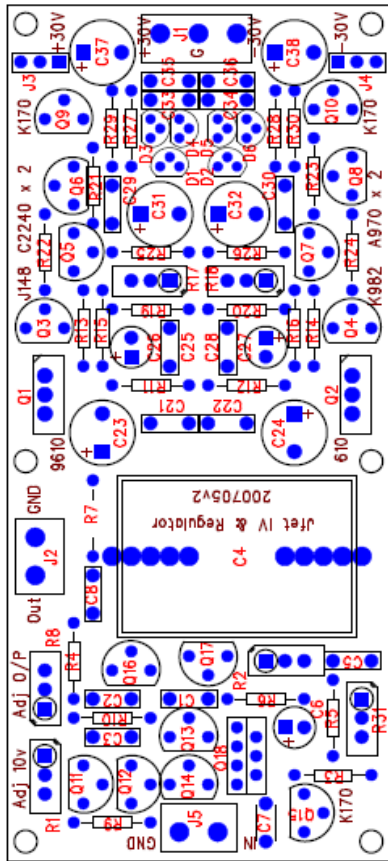 +30V
+30V
-30V
-30V
J3
C37
J1
G
C38
J4
K170
Q9
C35
C36
C33
C34
Q10
K170
R29
R27
D3
D4
D5
D6
R28
R30
D1
D2
Q6
R21
C29
C30
R23
Q8
C2240 x 2
A970 x 2
C31
C32
R22
Q5
R25
R26
Q7
R24
R17
R18
J148
Q3
R13
R15
R19
R20
R16
R14
Q4
K982
C26
C25
C28
C27
Q1
R11
R12
Q2
9610
C23
C21
C22
C24
610
GND
J2
Out
R7
C8
C4
200705v2
Jfet IV & Regulator
Adj O/P
R8
R4
Q16
Q17
R2
C5
C2
C1
R6
R10
C3
Q13
Q18
C6
R5
R31
Adj 10v
R1
Q11
Q12
Q14
R3
R9
GND
J5
IN
C7
Q15
K170